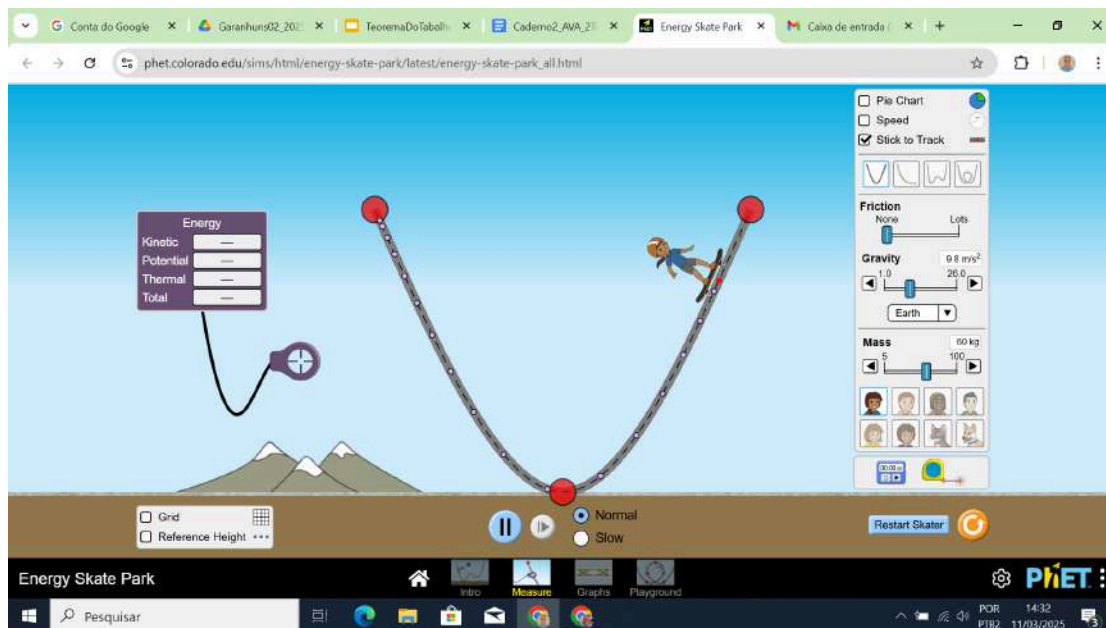 Conta do Google
Garanhuns02_202
TeoremaDoTabalh
Caderno2_AVA_2T
Energy Skate Park
Caixa de entrada (
phet.colorado.edu/sims/html/energy-skate-park/latest/energy-skate-park_all.html
Pie Chart
Speed
Stick to Track
Energy
Kinetic —
Potential —
Thermal —
Total —
Friction
None Lots
Gravity 9.8 m/s²
1.0 26.0
Earth
Mass 60 kg
5 100
Grid
Reference Height
Normal
Slow
Restart Skater
Energy Skate Park
Intro
Measure
Graphs
Playground
PhET
Pesquisar
POR
PTB2
14:32
11/03/2025